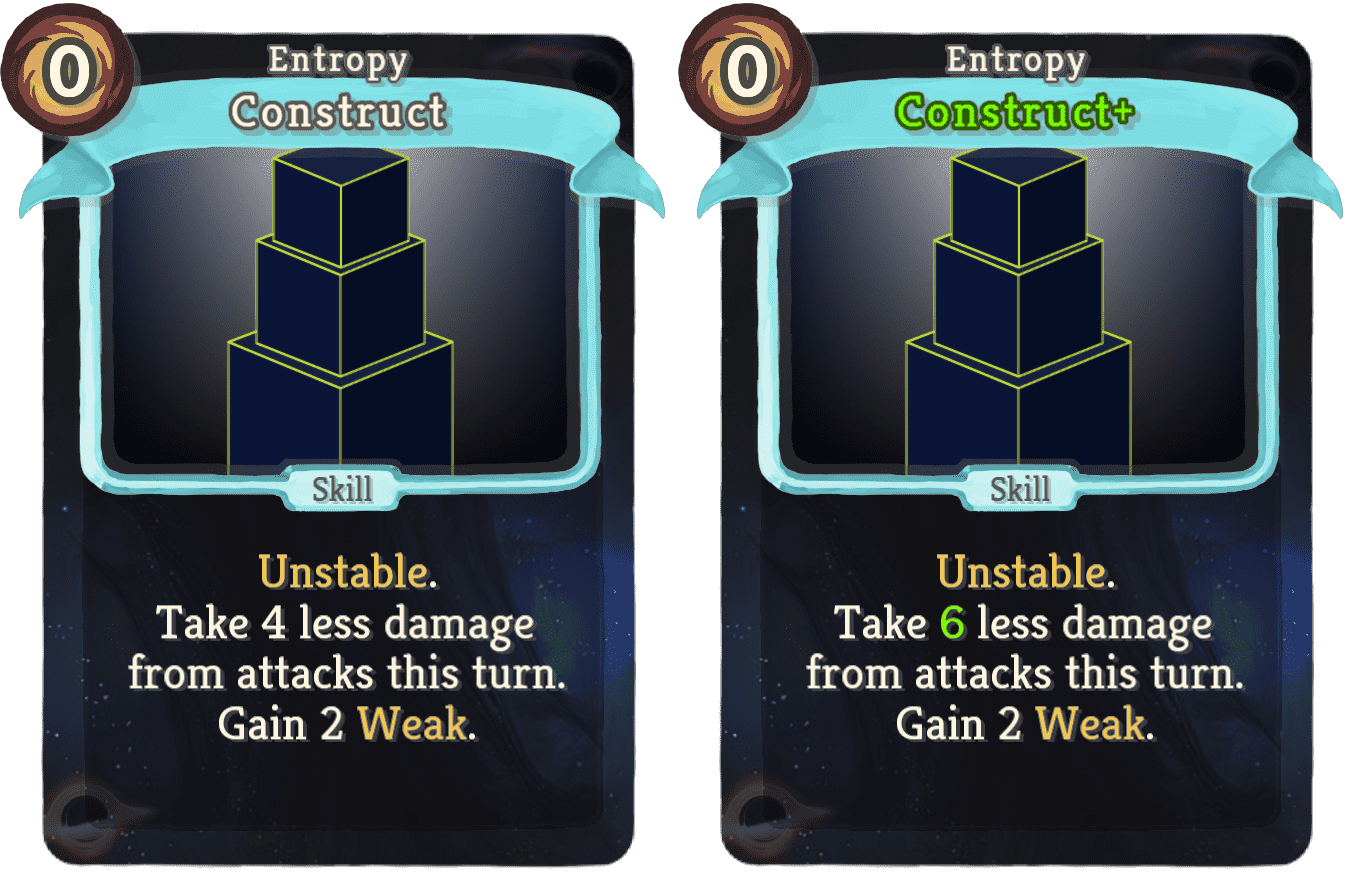 0
Entropy
Construct
Skill
Unstable.
Take 4 less damage
from attacks this turn.
Gain 2 Weak.
0
Entropy
Construct+
Skill
Unstable.
Take 6 less damage
from attacks this turn.
Gain 2 Weak.